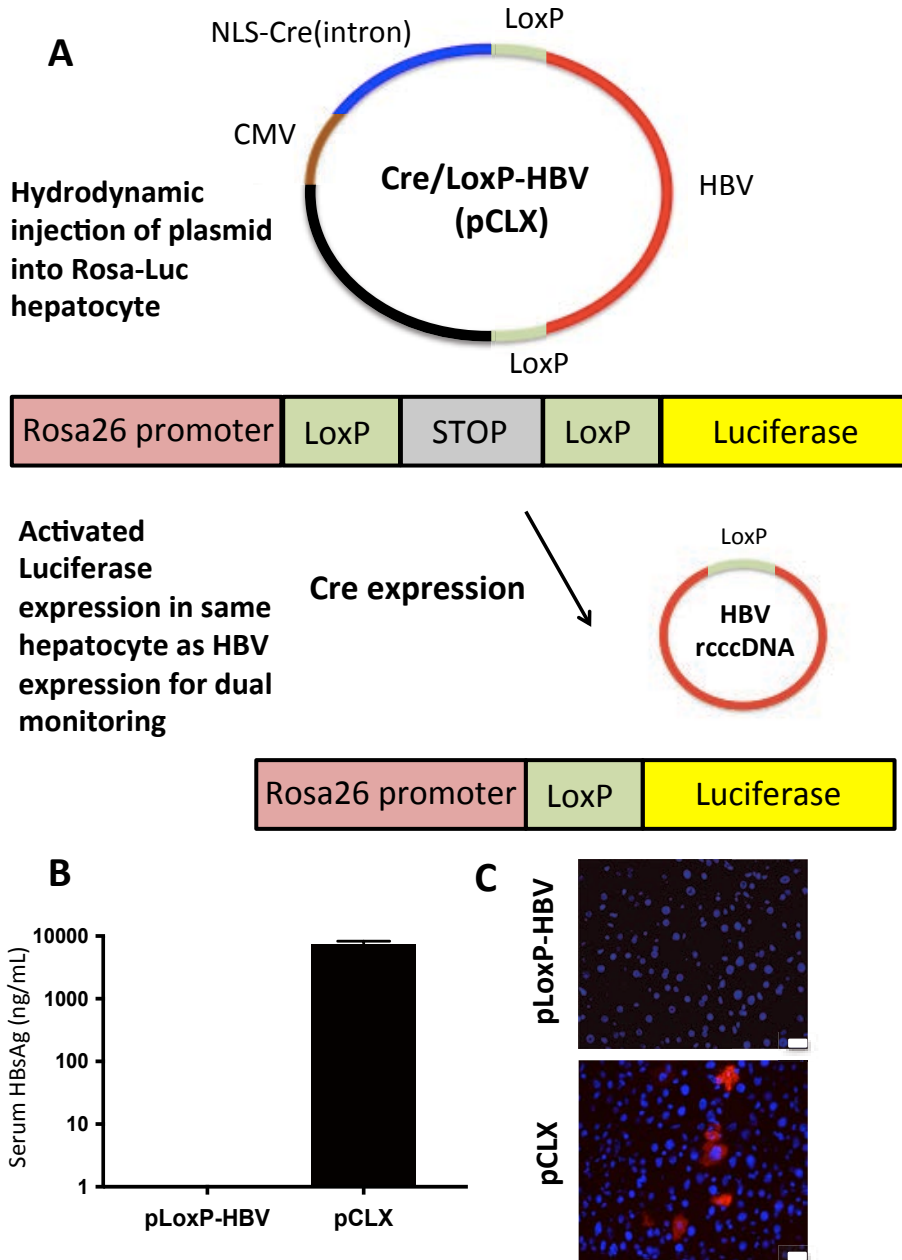 A
NLS-Cre(intron)
LoxP
CMV
Cre/LoxP-HBV
(pCLX)
HBV
Hydrodynamic
injection of plasmid
into Rosa-Luc
hepatocyte
LoxP
Rosa26 promoter LoxP STOP LoxP Luciferase
Activated
Luciferase
expression in same
hepatocyte as HBV
expression for dual
monitoring
Cre expression
LoxP
HBV
rcccDNA
Rosa26 promoter LoxP Luciferase
B
Serum HBsAg (ng/mL)
10000
1000
100
10
1
pLoxP-HBV pCLX
C
pLoxP-HBV
pCLX